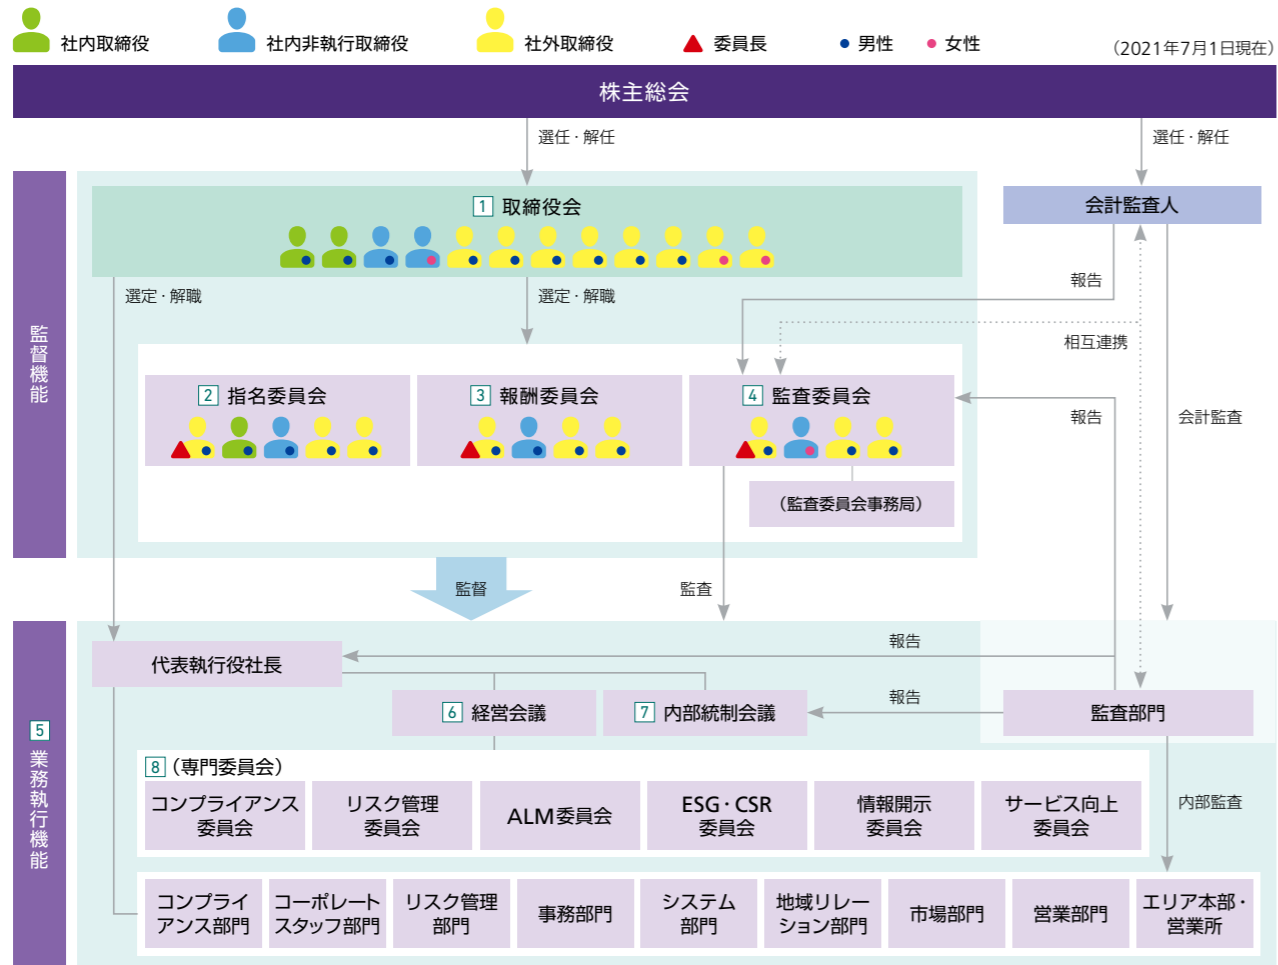 社内取締役
社内非執行取締役
社外取締役
委員長
男性
女性
（2021年7月1日現在）
株主総会
選任・解任
選任・解任
監督機能
1 取締役会
会計監査人
選定・解職
選定・解職
報告
相互連携
2 指名委員会
3 報酬委員会
4 監査委員会
報告
会計監査
（監査委員会事務局）
監督
監査
5 業務執行機能
代表執行役社長
報告
6 経営会議
7 内部統制会議
報告
監査部門
8（専門委員会）
コンプライアンス
委員会
リスク管理
委員会
ALM委員会
ESG・CSR
委員会
情報開示
委員会
サービス向上
委員会
内部監査
コンプライ
アンス部門
コーポレート
スタッフ部門
リスク管理
部門
事務部門
システム
部門
地域リレー
ション部門
市場部門
営業部門
エリア本部・
営業所